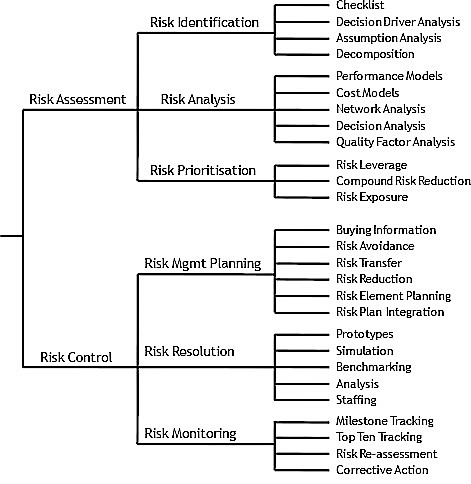 Risk Assessment
Risk Identification
Checklist
Decision Driver Analysis
Assumption Analysis
Decomposition
Risk Analysis
Performance Models
Cost Models
Network Analysis
Decision Analysis
Quality Factor Analysis
Risk Prioritisation
Risk Leverage
Compound Risk Reduction
Risk Exposure
Risk Control
Risk Mgmt Planning
Buying Information
Risk Avoidance
Risk Transfer
Risk Reduction
Risk Element Planning
Risk Plan Integration
Risk Resolution
Prototypes
Simulation
Benchmarking
Analysis
Staffing
Risk Monitoring
Milestone Tracking
Top Ten Tracking
Risk Re-assessment
Corrective Action